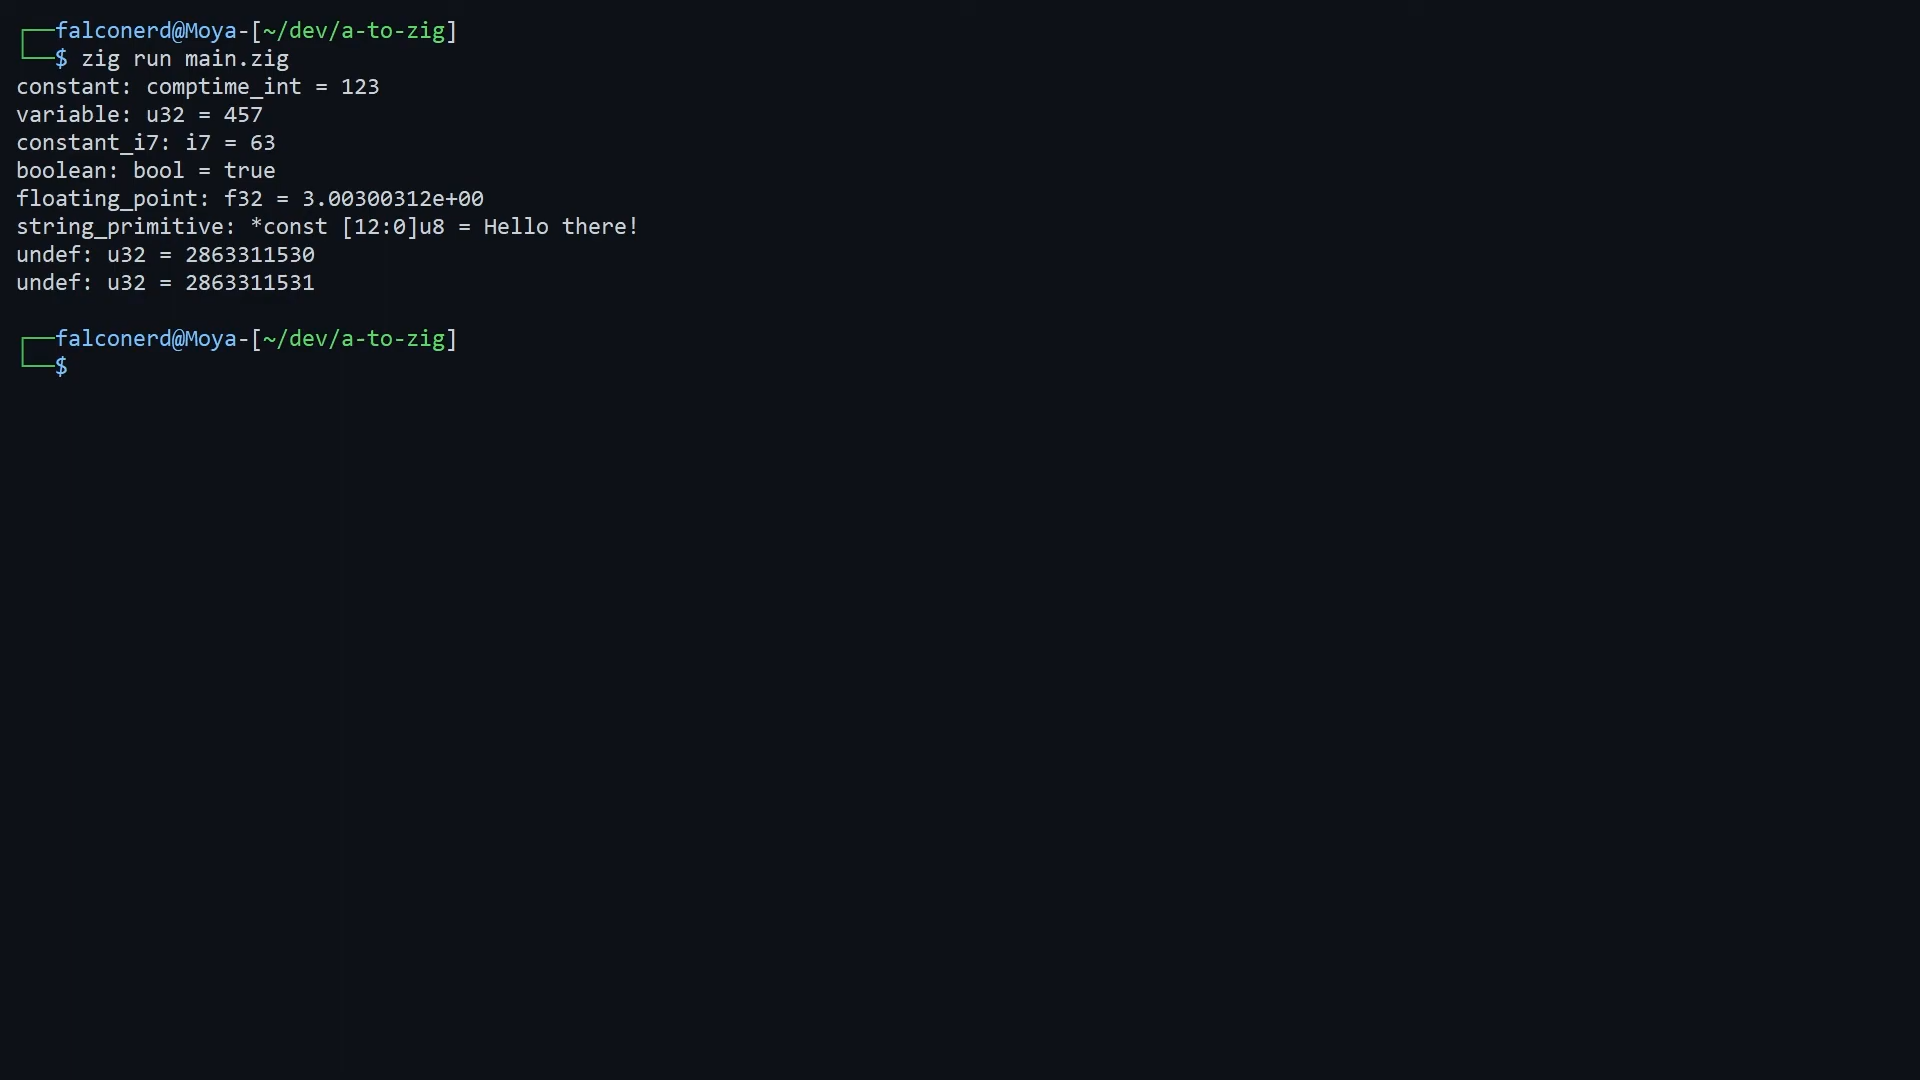 ┌──falconerd@Moya-[~/dev/a-to-zig]
└──$ zig run main.zig
constant: comptime_int = 123
variable: u32 = 457
constant_i7: i7 = 63
boolean: bool = true
floating_point: f32 = 3.00300312e+00
string_primitive: *const [12:0]u8 = Hello there!
undef: u32 = 2863311530
undef: u32 = 2863311531
┌──falconerd@Moya-[~/dev/a-to-zig]
└──$